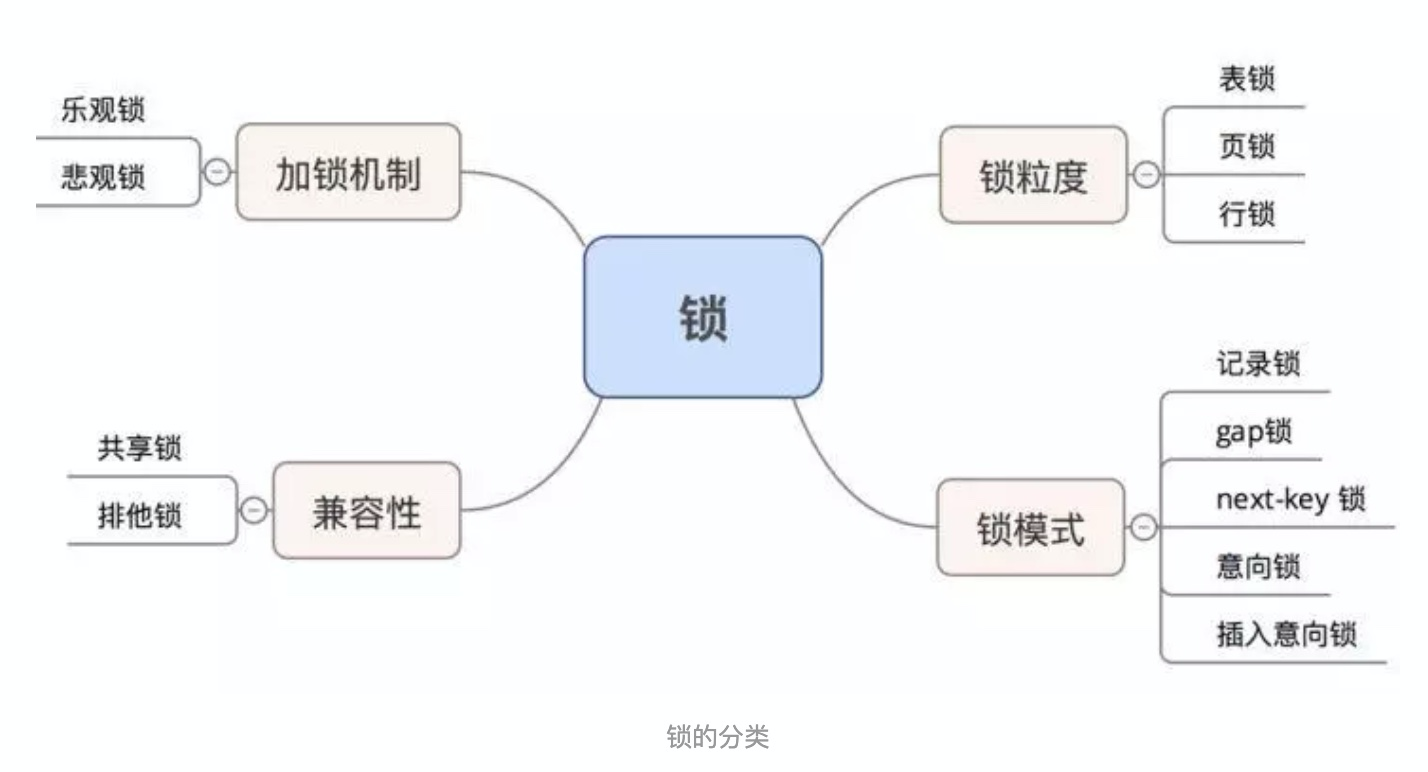 锁
加锁机制
乐观锁
悲观锁
兼容性
共享锁
排他锁
锁粒度
表锁
页锁
行锁
锁模式
记录锁
gap锁
next-key 锁
意向锁
插入意向锁
锁的分类